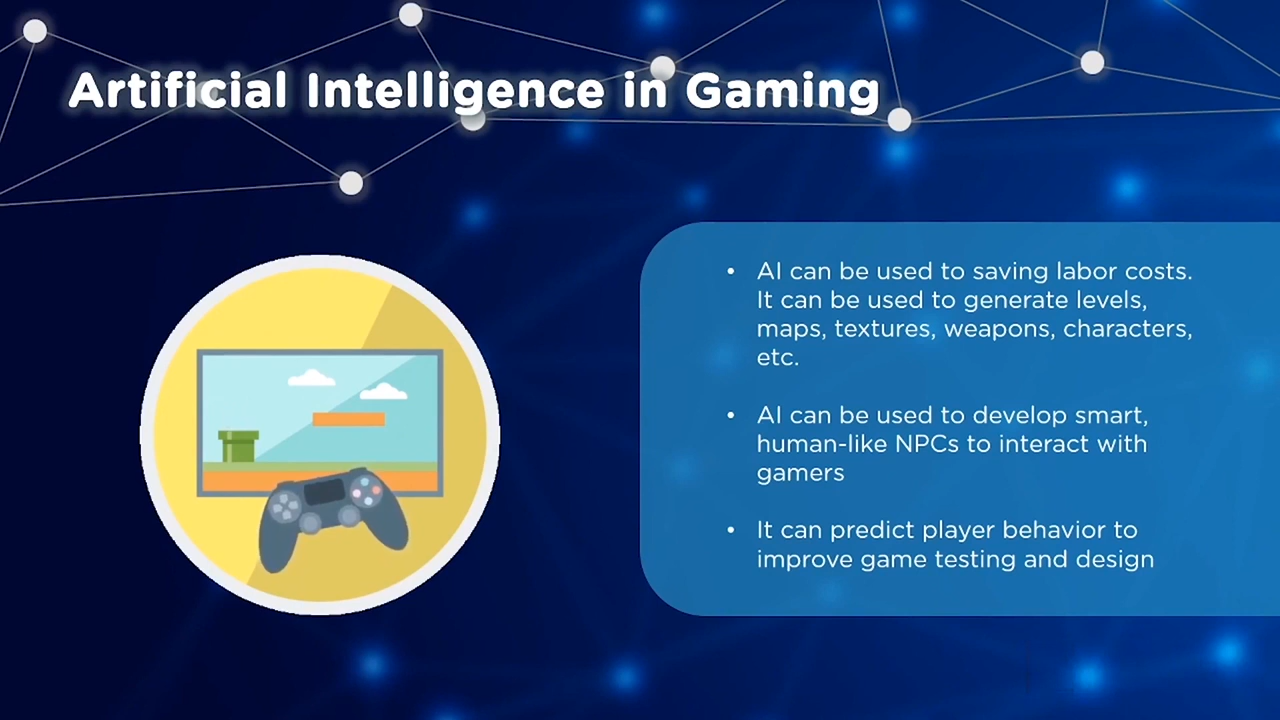 Artificial Intelligence in Gaming
• AI can be used to saving labor costs.
It can be used to generate levels,
maps, textures, weapons, characters,
etc.
• AI can be used to develop smart,
human-like NPCs to interact with
gamers
• It can predict player behavior to
improve game testing and design